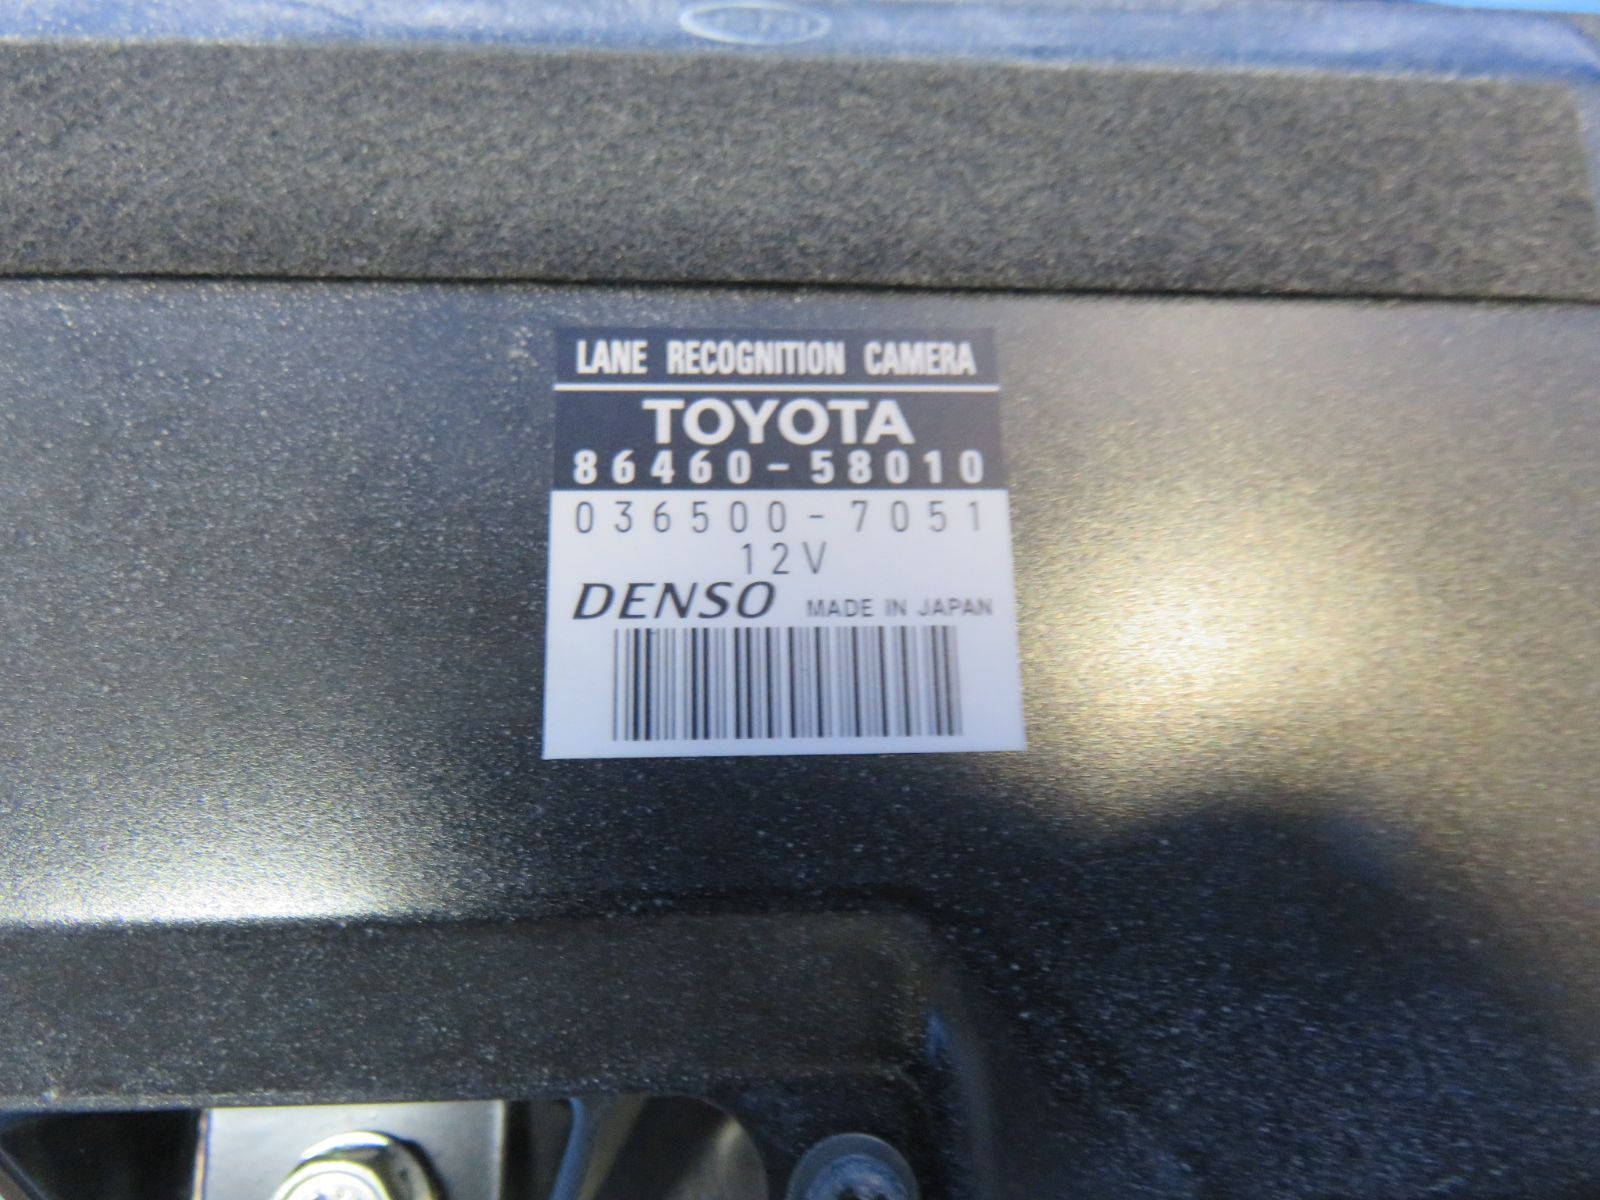 LANE RECOGNITION CAMERA
TOYOTA
86460-58010
036500-7051
12V
DENSO MADE IN JAPAN